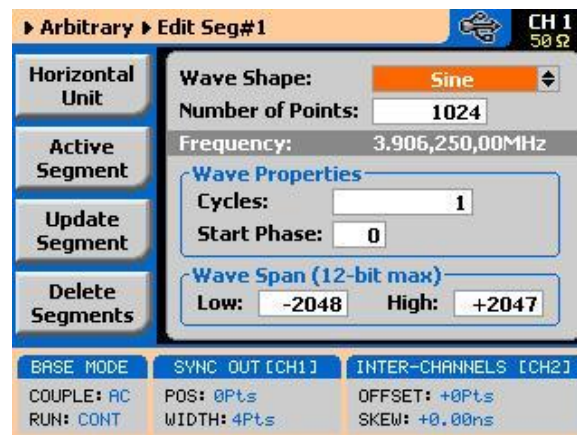 Arbitrary Edit Seg#1
CH 1
50 Ω
Horizontal Unit
Active Segment
Update Segment
Delete Segments
Wave Shape: Sine
Number of Points: 1024
Frequency: 3.906,250,00MHz
Wave Properties
Cycles: 1
Start Phase: 0
Wave Span (12-bit max)
Low: -2048 High: +2047
BASE MODE
COUPLE: AC
RUN: CONT
SYNC OUT [CH1]
POS: 0Pts
WIDTH: 4Pts
INTER-CHANNELS [CH2]
OFFSET: +0Pts
SKEW: +0.00ns